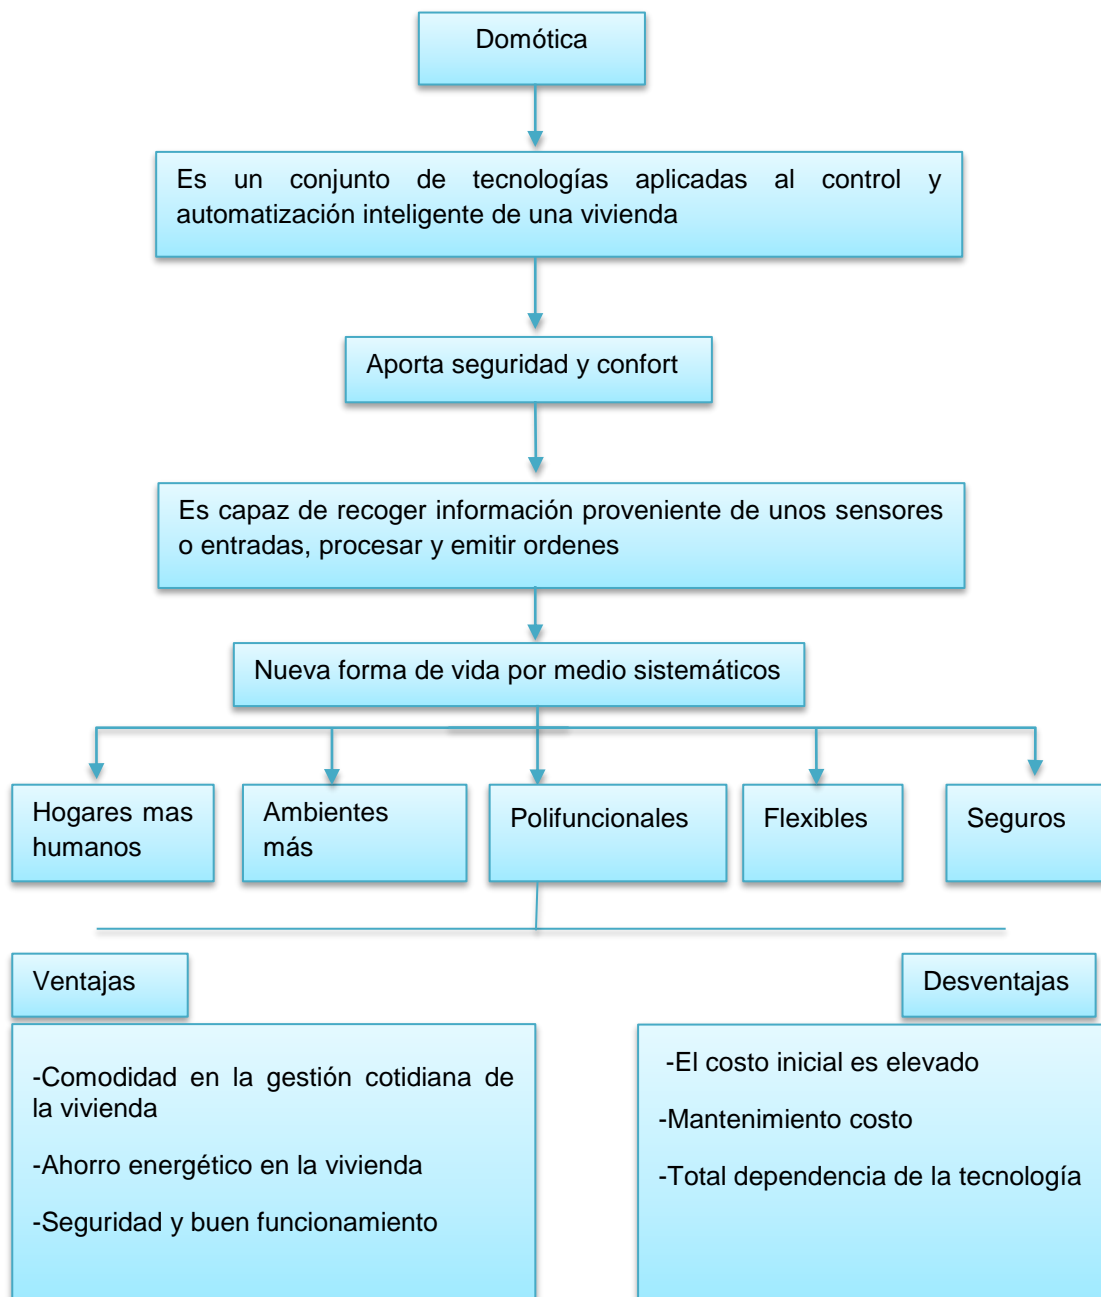 Domótica
Es un conjunto de tecnologías aplicadas al control y
automatización inteligente de una vivienda
Aporta seguridad y confort
Es capaz de recoger información proveniente de unos sensores
o entradas, procesar y emitir ordenes
Nueva forma de vida por medio sistemáticos
Hogares mas
humanos
Ambientes
más
Polifuncionales
Flexibles
Seguros
Ventajas
-Comodidad en la gestión cotidiana de
la vivienda
-Ahorro energético en la vivienda
-Seguridad y buen funcionamiento
Desventajas
-El costo inicial es elevado
-Mantenimiento costo
-Total dependencia de la tecnología